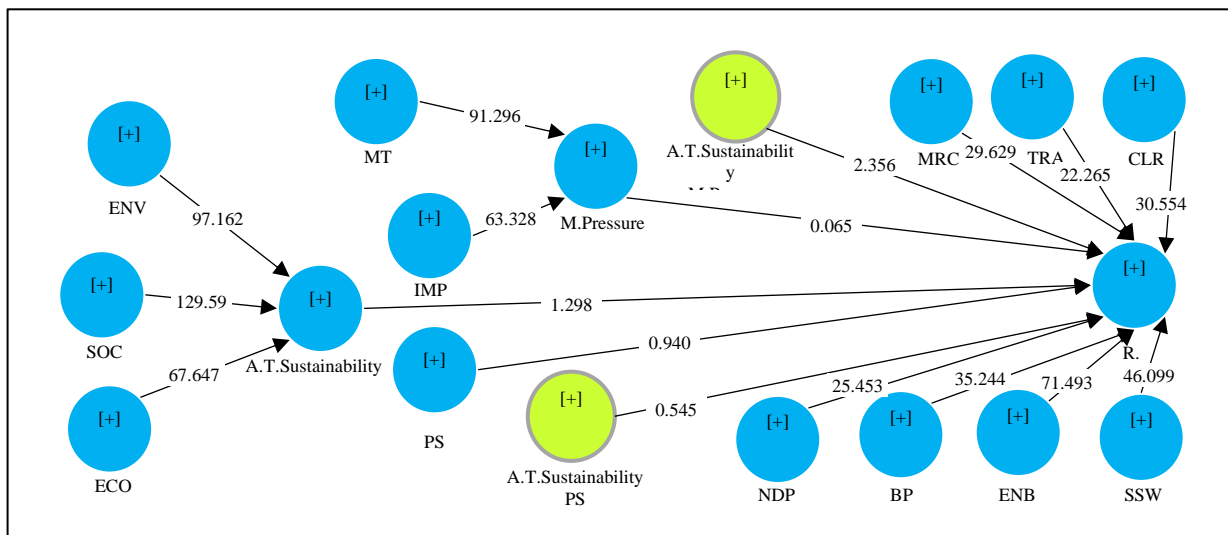 [+]
ENV
[+]
SOC
[+]
ECO
97.162
129.59
67.647
[+]
A.T.Sustainability
[+]
MT
91.296
[+]
IMP
63.328
[+]
M.Pressure
[+]
PS
[+]
A.T.Sustainabilit
y
[+]
A.T.Sustainability
PS
2.356
0.065
1.298
0.940
0.545
[+]
MRC
29.629
[+]
TRA
22.265
[+]
CLR
30.554
[+]
R.
25.453
35.244
71.493
46.099
[+]
NDP
[+]
BP
[+]
ENB
[+]
SSW